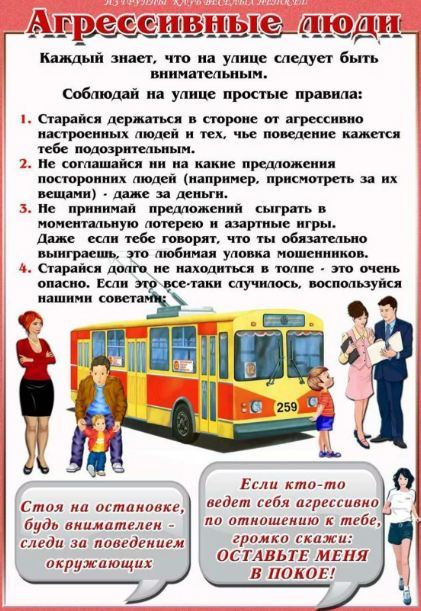 ИЗ ГРУППЫ "КЛУБ ВЕСЕЛЫХ НЕПОСЕД"
Агрессивные люди
Каждый знает, что на улице следует быть
внимательным.
Соблюдай на улице простые правила:
1. Старайся держаться в стороне от агрессивно
настроенных людей и тех, чье поведение кажется
тебе подозрительным.
2. Не соглашайся ни на какие предложения
посторонних людей (например, присмотреть за их
вещами) - даже за деньги.
3. Не принимай предложений сыграть в
моментальную лотерею и азартные игры.
Даже если тебе говорят, что ты обязательно
выиграешь, это любимая уловка мошенников.
4. Старайся долго не находиться в толпе - это очень
опасно. Если это все-таки случилось, воспользуйся
нашими советами:
259
Стоя на остановке,
будь внимателен -
следи за поведением
окружающих
Если кто-то
ведет себя агрессивно
по отношению к тебе,
громко скажи:
ОСТАВЬТЕ МЕНЯ
В ПОКОЕ!